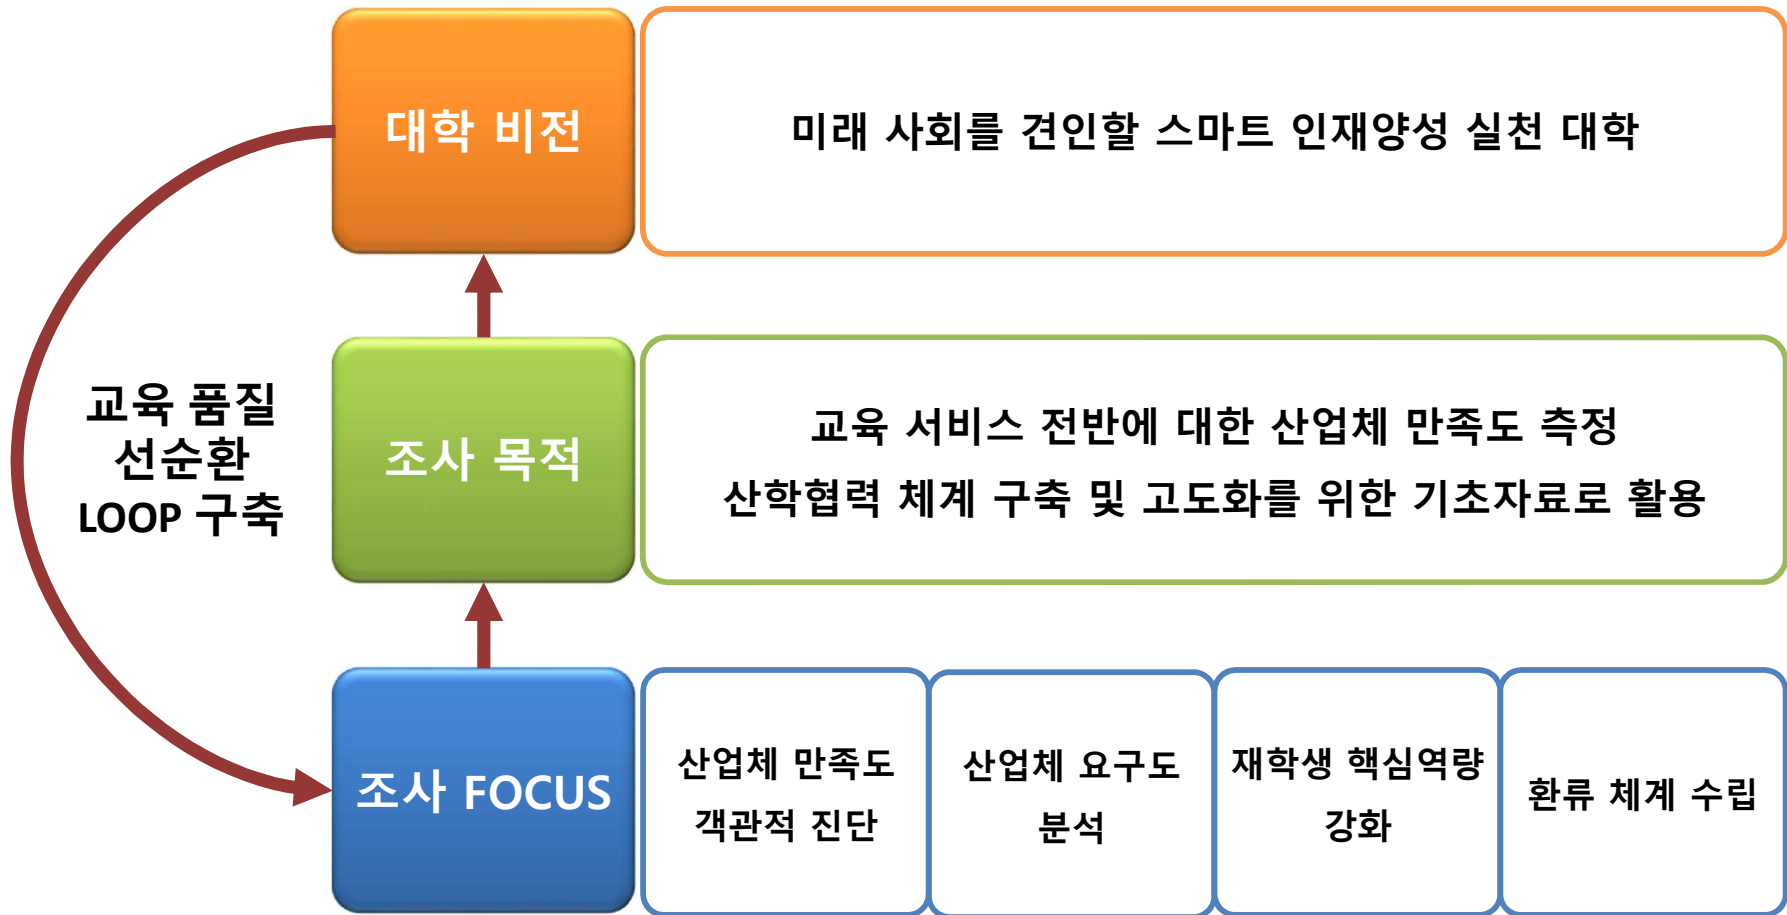 대학 비전
미래 사회를 견인할 스마트 인재양성 실천 대학
교육 품질
선순환
LOOP 구축
조사 목적
교육 서비스 전반에 대한 산업체 만족도 측정
산학협력 체계 구축 및 고도화를 위한 기초자료로 활용
조사 FOCUS
산업체 만족도
객관적 진단
산업체 요구도
분석
재학생 핵심역량
강화
환류 체계 수립